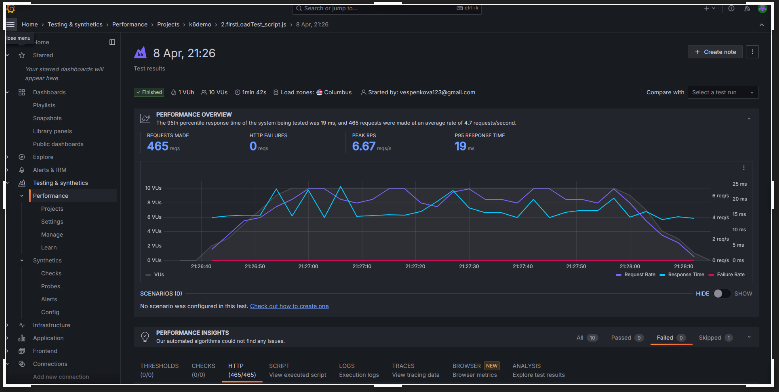 Search or jump to...
ctrl+k
Home › Testing & synthetics › Performance › Projects › k6demo › 2.firstLoadTest_script.js › 8 Apr, 21:26
ose menu
Home
Starred
Your starred dashboards will
appear here
Dashboards
Playlists
Snapshots
Library panels
Public dashboards
Explore
Alerts & IRM
Testing & synthetics
Performance
Projects
Settings
Manage
Learn
Synthetics
Checks
Probes
Alerts
Config
Infrastructure
Application
Frontend
Connections
Add new connection
8 Apr, 21:26
Test results
+ Create note
Finished 1 VUh 10 VUs 1min 42s Load zones: Columbus Started by: vespenkova123@gmail.com
Compare with Select a test run
PERFORMANCE OVERVIEW
The 95th percentile response time of the system being tested was 19 ms, and 465 requests were made at an average rate of 4.7 requests/second.
REQUESTS MADE HTTP FAILURES PEAK RPS P95 RESPONSE TIME
465 reqs 0 reqs 6.67 reqs/s 19 ms
10 VUs
8 VUs
6 VUs
4 VUs
2 VUs
0 VUs
25 ms
6 req/s 20 ms
4 req/s 15 ms
10 ms
2 req/s
5 ms
0 req/s 0 ms
21:26:40 21:26:50 21:27:00 21:27:10 21:27:20 21:27:30 21:27:40 21:27:50 21:28:00 21:28:10
VUs
Request Rate Response Time Failure Rate
SCENARIOS (0)
HIDE SHOW
No scenario was configured in this test. Check out how to create one
PERFORMANCE INSIGHTS
Our automated algorithms could not find any issues.
All 10 Passed 9 Failed 0 Skipped 1
THRESHOLDS CHECKS HTTP SCRIPT LOGS TRACES BROWSER NEW ANALYSIS
(0/0) (0/0) (465/465) View executed script Execution logs View tracing data Browser metrics Explore test results